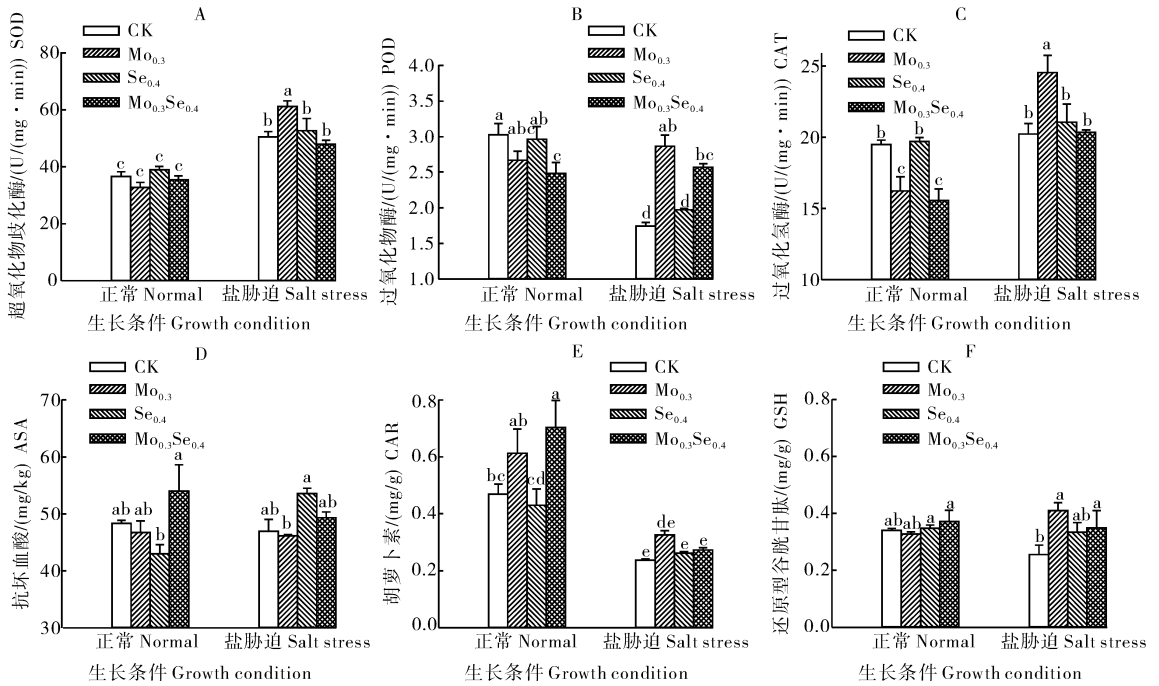 A
CK
Mo0.3
Se0.4
Mo0.3Se0.4
超氧化物歧化酶/(U/(mg·min)) SOD
80
60
40
20
0
c
c
c
c
b
a
b
b
正常 Normal
盐胁迫 Salt stress
生长条件 Growth condition
B
CK
Mo0.3
Se0.4
Mo0.3Se0.4
过氧化物酶/(U/(mg·min)) POD
4.0
3.5
3.0
2.5
2.0
1.5
1.0
a
abc
ab
c
d
ab
d
bc
正常 Normal
盐胁迫 Salt stress
生长条件 Growth condition
C
CK
Mo0.3
Se0.4
Mo0.3Se0.4
过氧化氢酶/(U/(mg·min)) CAT
25
20
15
10
b
c
b
c
b
a
b
b
正常 Normal
盐胁迫 Salt stress
生长条件 Growth condition
D
CK
Mo0.3
Se0.4
Mo0.3Se0.4
抗坏血酸/(mg/kg) ASA
70
60
50
40
30
ab
ab
b
a
ab
b
a
ab
正常 Normal
盐胁迫 Salt stress
生长条件 Growth condition
E
CK
Mo0.3
Se0.4
Mo0.3Se0.4
胡萝卜素/(mg/g) CAR
0.8
0.6
0.4
0.2
0.0
bc
ab
cd
a
e
de
e
e
正常 Normal
盐胁迫 Salt stress
生长条件 Growth condition
F
CK
Mo0.3
Se0.4
Mo0.3Se0.4
还原型谷胱甘肽/(mg/g) GSH
0.8
0.6
0.4
0.2
0.0
ab
ab
a
a
b
a
ab
a
正常 Normal
盐胁迫 Salt stress
生长条件 Growth condition